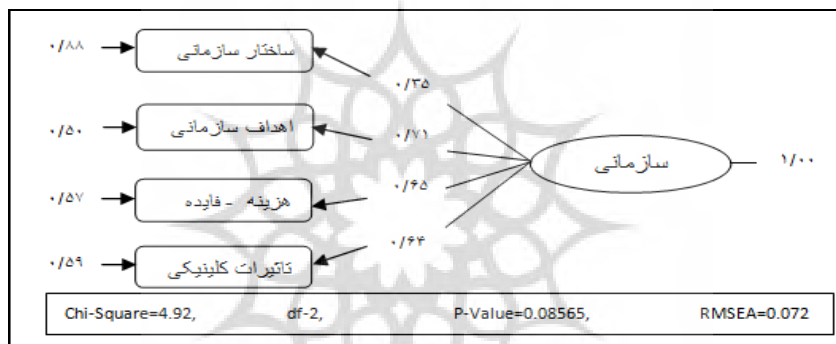 ۰/۸۸ ساختار سازمانی
۰/۳۵
۰/۵۰ اهداف سازمانی
۰/۷۱
سازمانی ۱/۰۰
۰/۶۵
۰/۵۷ هزینه - فایده
۰/۶۴
۰/۵۹ تاثیرات کلینیکی
Chi-Square=4.92, df-2, P-Value=0.08565, RMSEA=0.072